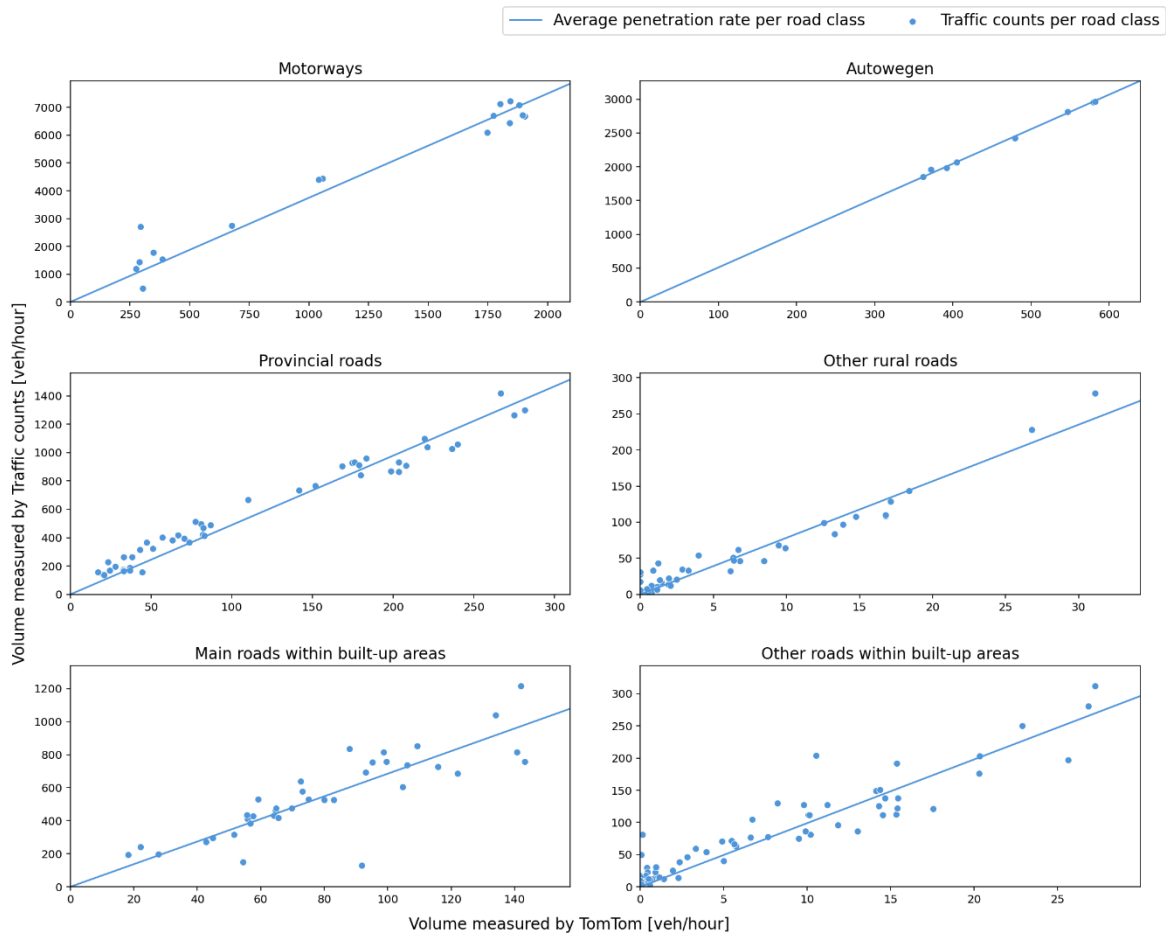 Average penetration rate per road class
Traffic counts per road class
Motorways
7000
6000
5000
4000
3000
2000
1000
0
0 250 500 750 1000 1250 1500 1750 2000
Autowegen
3000
2500
2000
1500
1000
500
0
0 100 200 300 400 500 600
Volume measured by Traffic counts [veh/hour]
Provincial roads
1400
1200
1000
800
600
400
200
0
0 50 100 150 200 250 300
Other rural roads
300
250
200
150
100
50
0
0 5 10 15 20 25 30
Main roads within built-up areas
1200
1000
800
600
400
200
0
0 20 40 60 80 100 120 140
Other roads within built-up areas
300
250
200
150
100
50
0
0 5 10 15 20 25
Volume measured by TomTom [veh/hour]